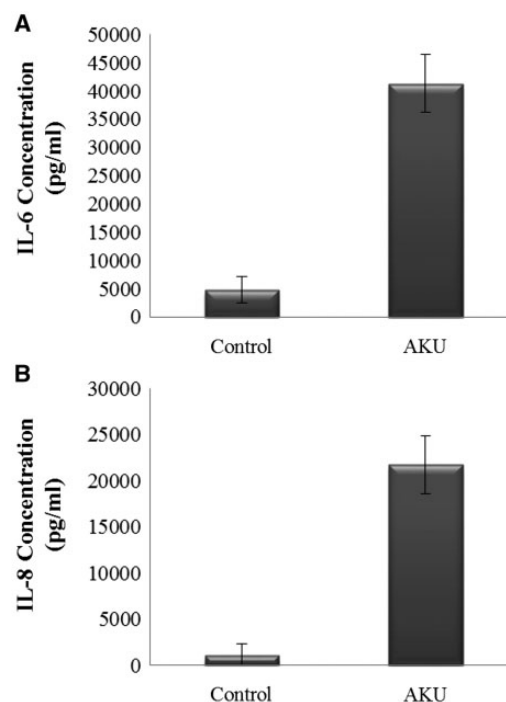 A
IL-6 Concentration
(pg/ml)
50000
45000
40000
35000
30000
25000
20000
15000
10000
5000
0
Control AKU
B
IL-8 Concentration
(pg/ml)
30000
25000
20000
15000
10000
5000
0
Control AKU